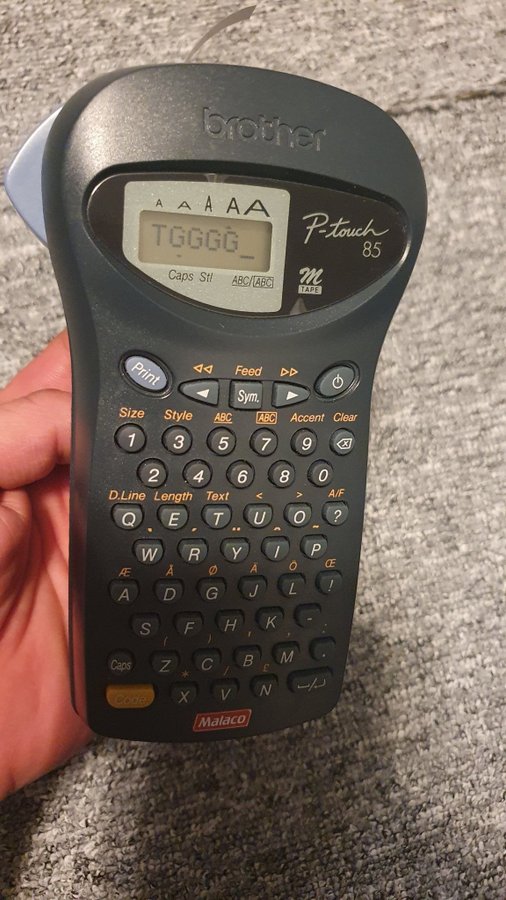 brother
A A A A A
TGGGĠ_
Caps Stl ABC/ABC
P-touch
85
M
TAPE
Print
Feed
Sym.
Size Style ABC ABC Accent Clear
1 3 5 7 9
2 4 6 8 0
D.Line Length Text < > A/F
Q E T U O ?
W R Y I P
Æ Å Ø Ä Ö Œ
A D G J L !
S F H K - :
( ) ' ,
Caps Z C B M .
* / £
Code X V N
Malaco